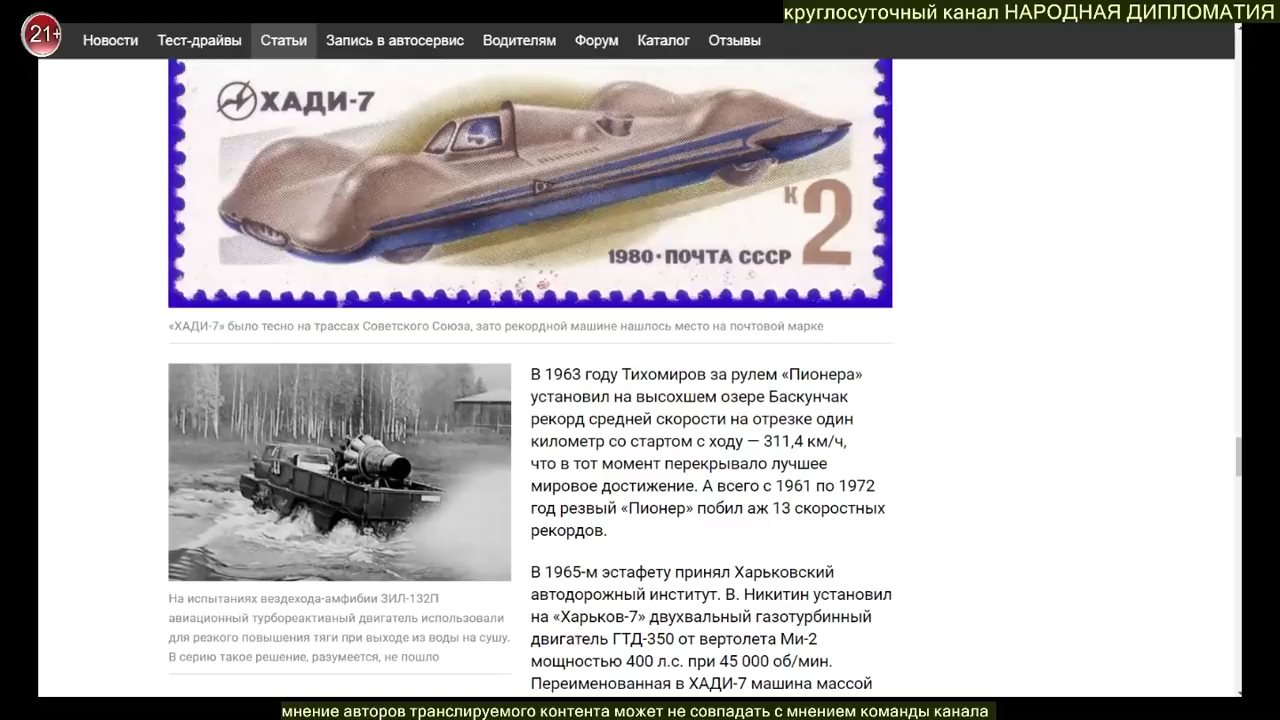 круглосуточный канал НАРОДНАЯ ДИПЛОМАТИЯ
21+
Новости Тест-драйвы Статьи Запись в автосервис Водителям Форум Каталог Отзывы
ХАДИ-7
К 2
1980·ПОЧТА СССР
«ХАДИ-7» было тесно на трассах Советского Союза, зато рекордной машине нашлось место на почтовой марке
На испытаниях вездехода-амфибии ЗИЛ-132П
авиационный турбореактивный двигатель использовали
для резкого повышения тяги при выходе из воды на сушу.
В серию такое решение, разумеется, не пошло
В 1963 году Тихомиров за рулем «Пионера»
установил на высохшем озере Баскунчак
рекорд средней скорости на отрезке один
километр со стартом с ходу — 311,4 км/ч,
что в тот момент перекрывало лучшее
мировое достижение. А всего с 1961 по 1972
год резвый «Пионер» побил аж 13 скоростных
рекордов.
В 1965-м эстафету принял Харьковский
автодорожный институт. В. Никитин установил
на «Харьков-7» двухвальный газотурбинный
двигатель ГТД-350 от вертолета Ми-2
мощностью 400 л.с. при 45 000 об/мин.
Переименованная в ХАДИ-7 машина массой
мнение авторов транслируемого контента может не совпадать с мнением команды канала